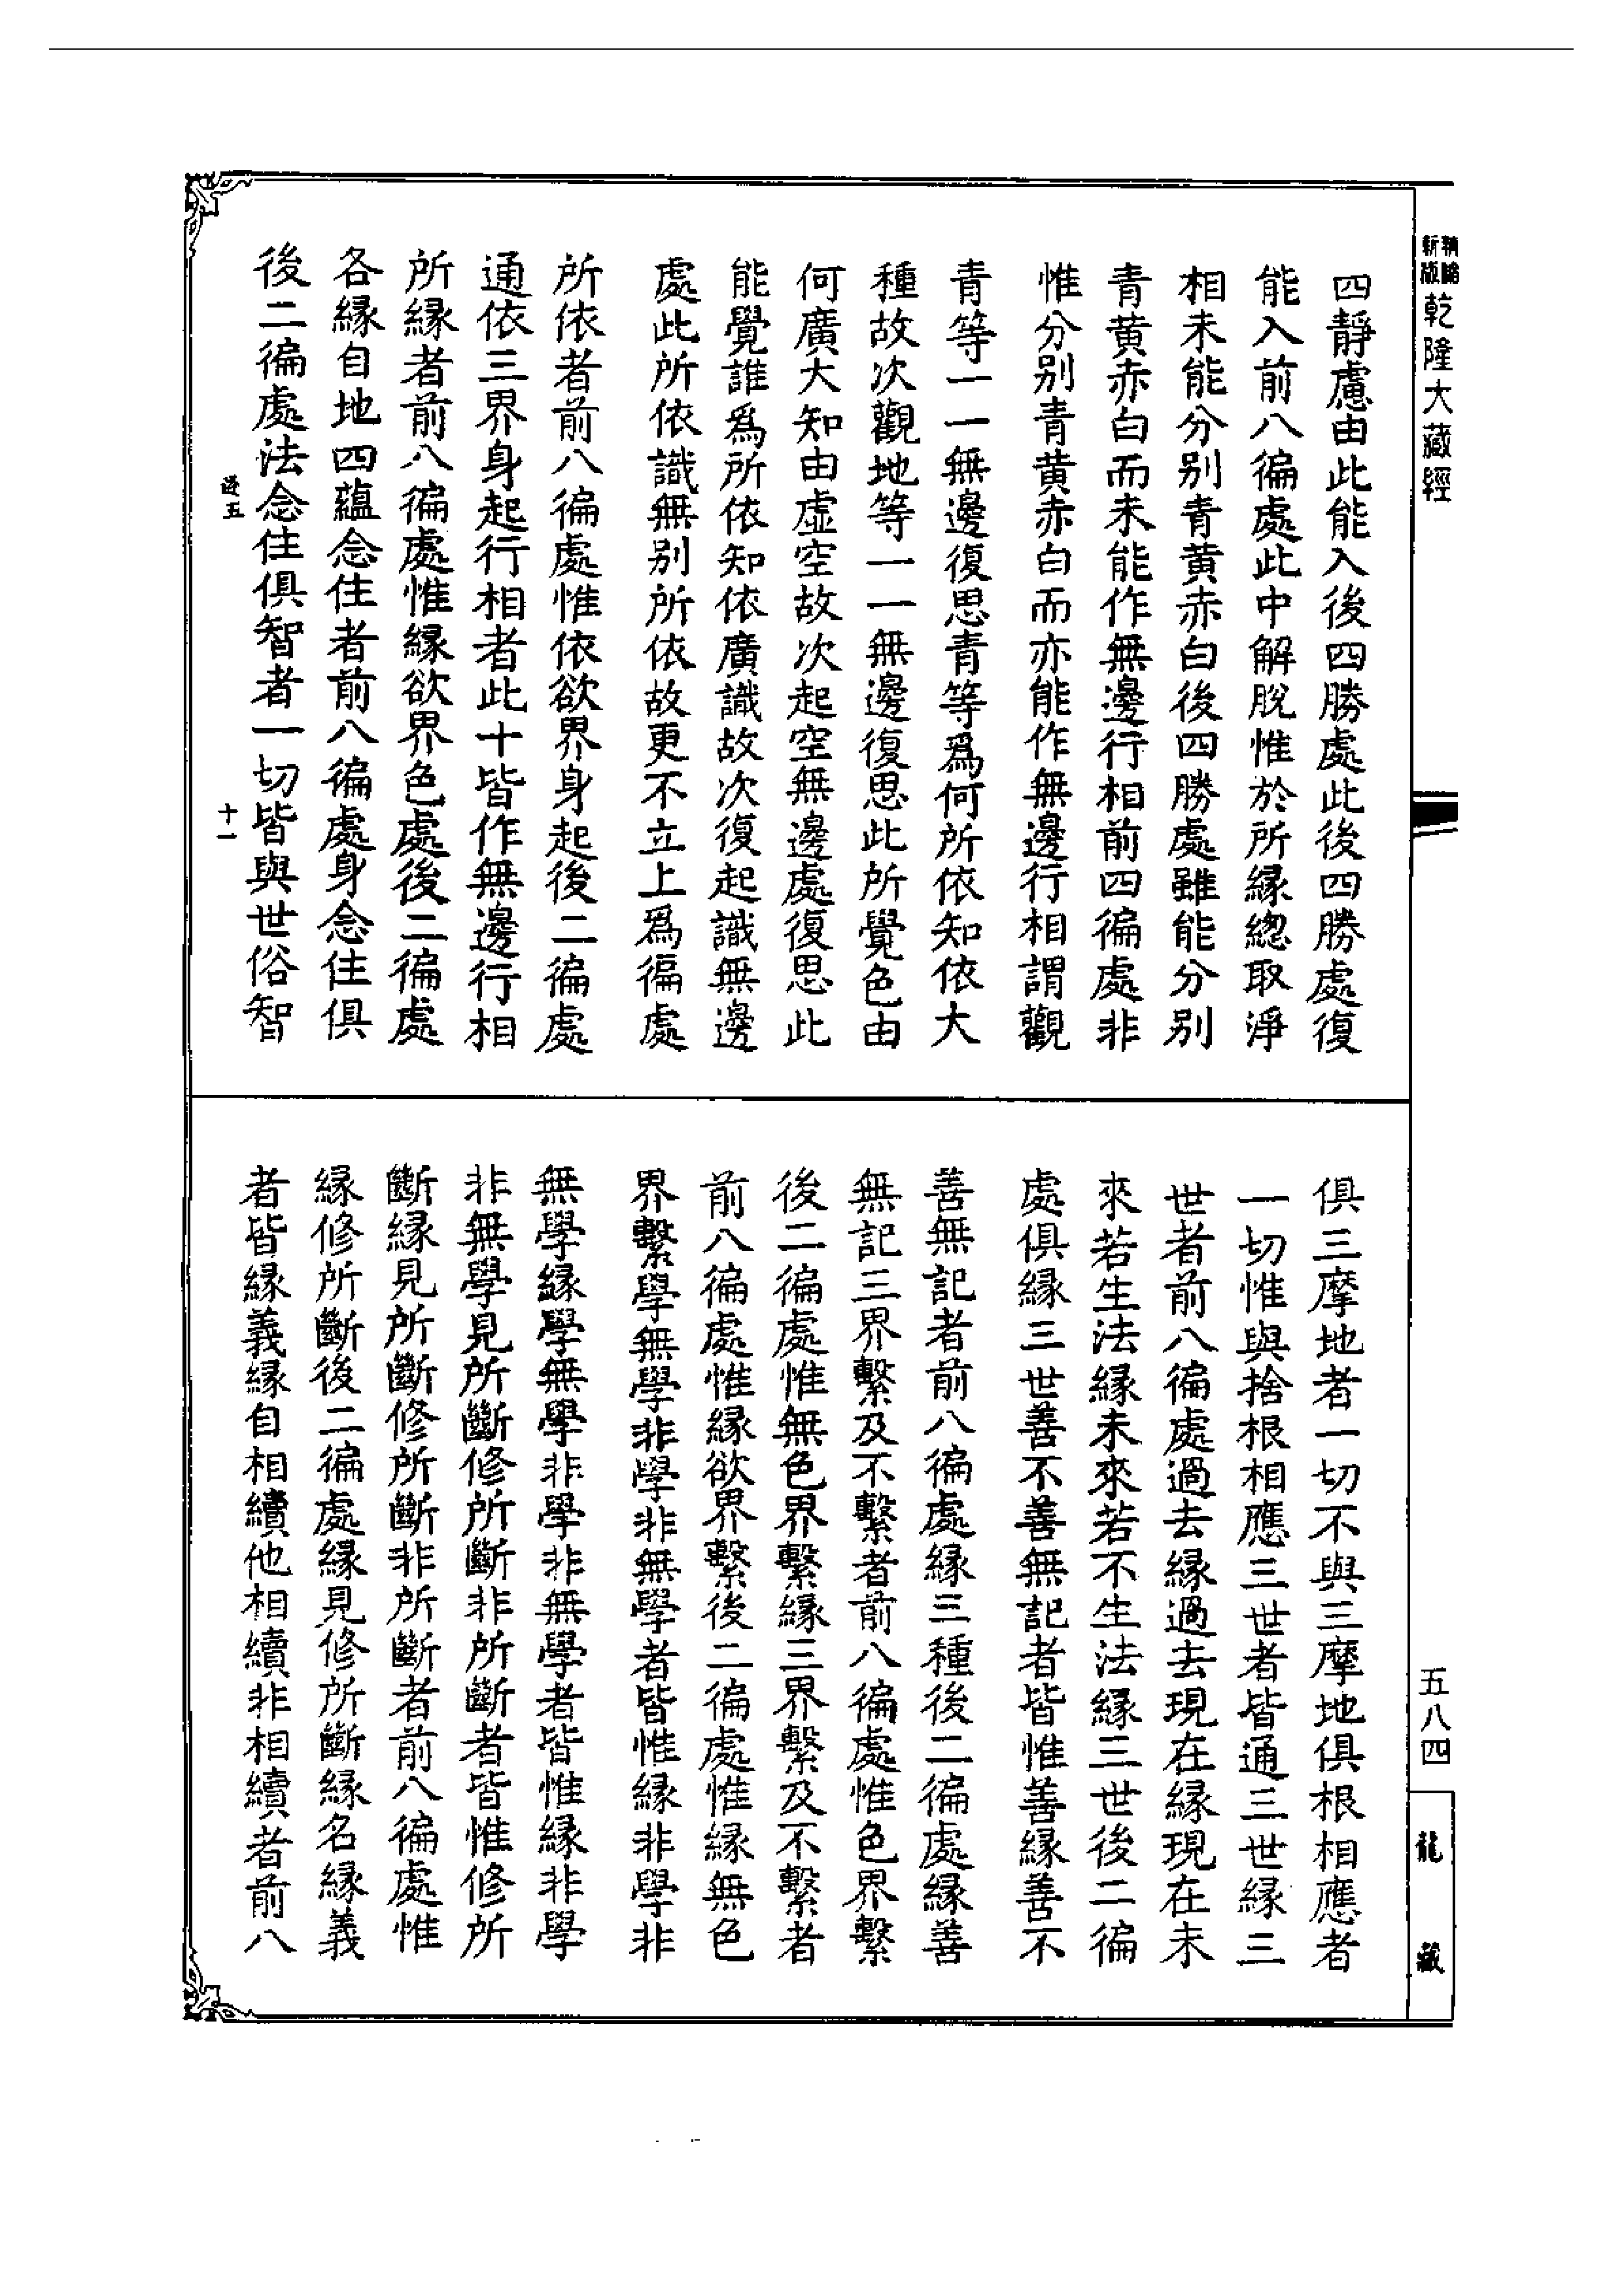 新版
精縮
乾隆大藏經
四靜慮由此能入後四勝處此後四勝處復
能入前八徧處此中解脫惟於所緣總取淨
相未能分别青黄赤白後四勝處雖能分别
青黄赤白而未能作無邊行相前四徧處非
惟分别青黄赤白而亦能作無邊行相謂觀
青等一一無邊復思青等爲何所依知依大
種故次觀地等一一無邊復思此所覺色由
何廣大知由虛空故次起空無邊處復思此
能覺誰爲所依知依廣識故次復起識無邊
處此所依識無别所依故更不立上爲徧處
所依者前八徧處惟依欲界身起後二徧處
通依三界身起行相者此十皆作無邊行相
所緣者前八徧處惟緣欲界色處後二徧處
各緣自地四蘊念住者前八徧處身念住俱
後二徧處法念住俱智者一切皆與世俗智
十一
俱三摩地者一切不與三摩地俱根相應者
一切惟與捨根相應三世者皆通三世緣三
世者前八徧處過去緣過去現在緣現在未
來若生法緣未來若不生法緣三世後二徧
處俱緣三世善不善無記者皆惟善緣善不
善無記者前八徧處緣三種後二徧處緣善
無記三界繫及不繫者前八徧處惟色界繫
後二徧處惟無色界繫緣三界繫及不繫者
前八徧處惟緣欲界繫後二徧處惟緣無色
界繫學無學非學非無學者皆惟緣非學非
無學緣學無學非學非無學者皆惟緣非學
非無學見所斷修所斷非所斷者皆惟修所
斷緣見所斷修所斷非所斷者前八徧處惟
緣修所斷後二徧處緣見修所斷緣名緣義
者皆緣義緣自相續他相續非相續者前八
五八四
龍藏